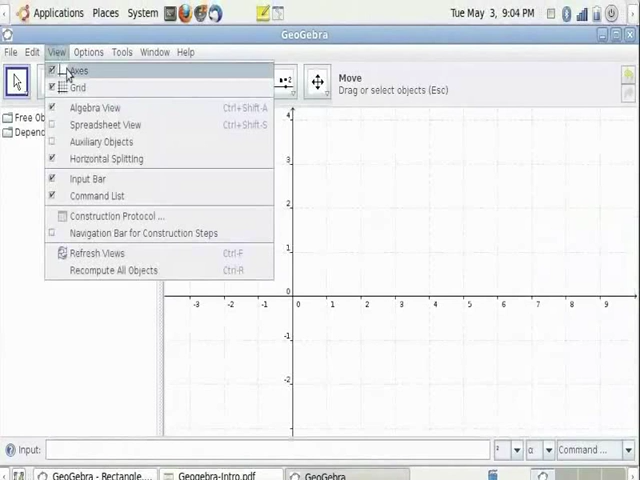 Applications Places System Tue May 3, 9:04 PM
GeoGebra
File Edit View Options Tools Window Help
Axes
Grid
Algebra View Ctrl+Shift-A
Spreadsheet View Ctrl+Shift-S
Auxiliary Objects
Horizontal Splitting
Input Bar
Command List
Construction Protocol ...
Navigation Bar for Construction Steps
Refresh Views Ctrl-F
Recompute All Objects Ctrl-R
a=2
Move
Drag or select objects (Esc)
Free Ob
Depend
4
3
2
1
0
-1
-2
-3 -2 -1 0 1 2 3 4 5 6 7 8 9
Input: ² α Command ...
GeoGebra - Rectangle.... Geogebra-Intro.pdf GeoGebra